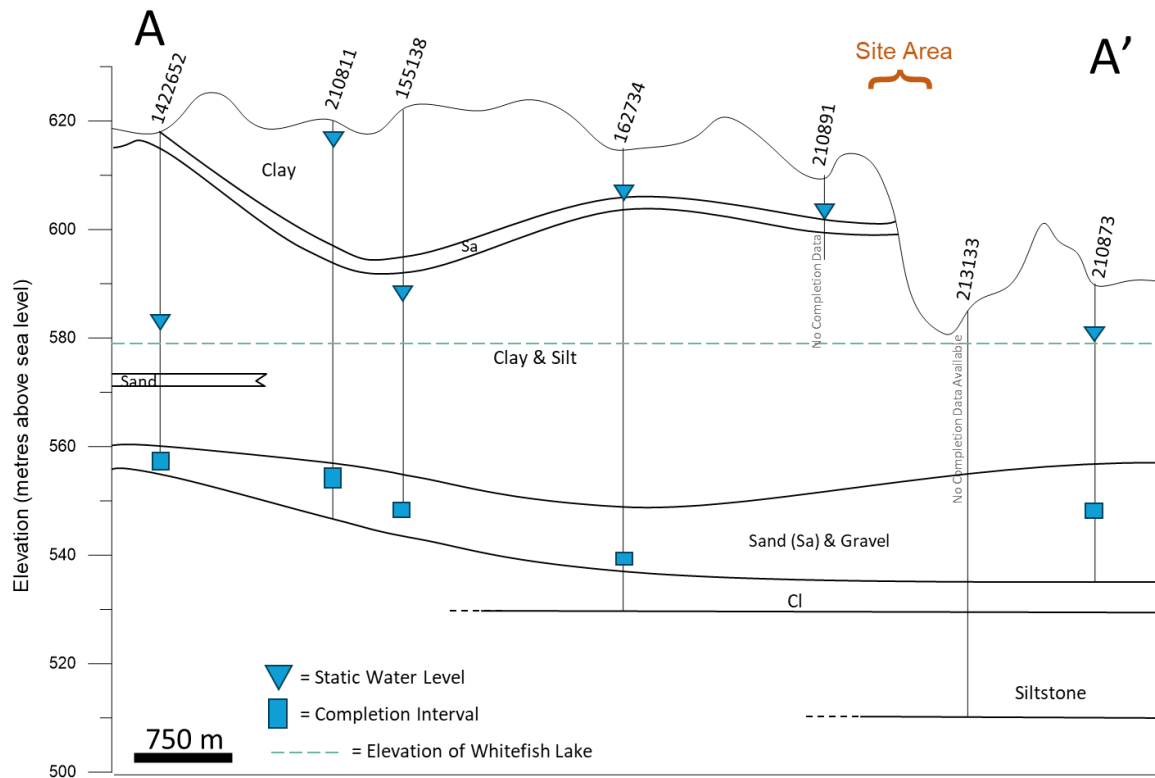 A
A’
Site Area
1422652
210811
155138
162734
210891
213133
210873
620
600
580
560
540
520
500
Elevation (metres above sea level)
Clay
Sa
No Completion Data
No Completion Data Available
Clay & Silt
Sand
Sand (Sa) & Gravel
Cl
Siltstone
= Static Water Level
= Completion Interval
= Elevation of Whitefish Lake
750 m